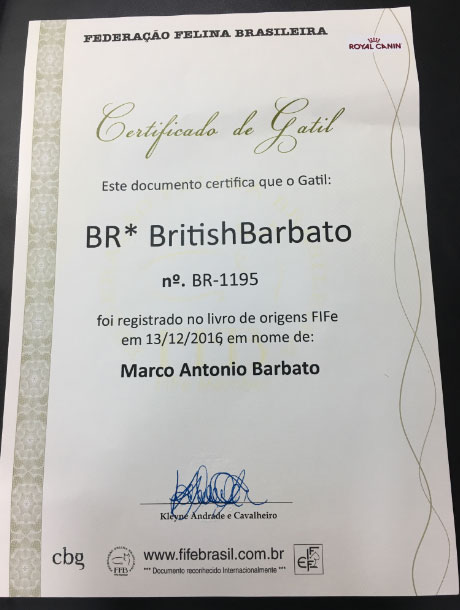 FEDERAÇÃO FELINA BRASILEIRA
ROYAL CANIN
Certificado de Gatil
Este documento certifica que o Gatil:
BR* BritishBarbato
nº. BR-1195
foi registrado no livro de origens FIFe
em 13/12/2016 em nome de:
Marco Antonio Barbato
Kleyne Andrade e Cavalheiro
cbg
FFB
www.fifebrasil.com.br
*** Documento reconhecido Internacionalmente ***